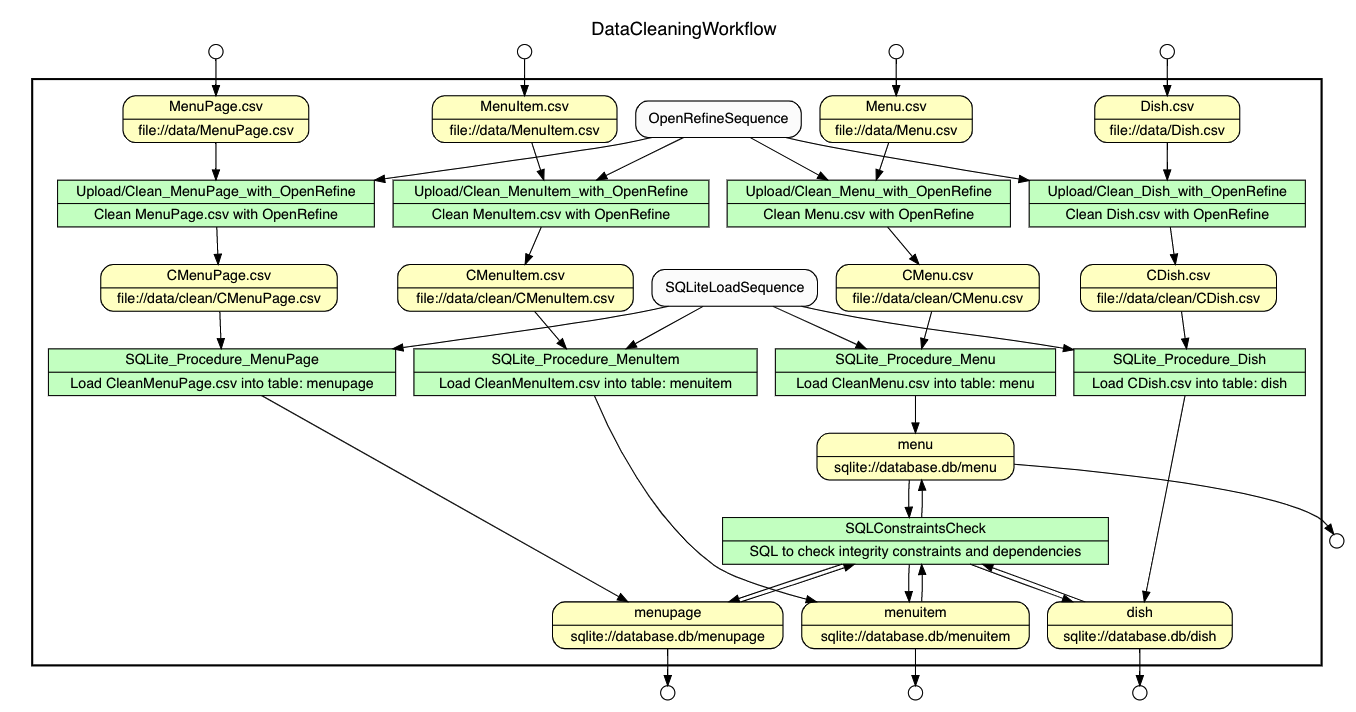 DataCleaningWorkflow
MenuPage.csv
file://data/MenuPage.csv
MenuItem.csv
file://data/MenuItem.csv
OpenRefineSequence
Menu.csv
file://data/Menu.csv
Dish.csv
file://data/Dish.csv
Upload/Clean_MenuPage_with_OpenRefine
Clean MenuPage.csv with OpenRefine
Upload/Clean_MenuItem_with_OpenRefine
Clean MenuItem.csv with OpenRefine
Upload/Clean_Menu_with_OpenRefine
Clean Menu.csv with OpenRefine
Upload/Clean_Dish_with_OpenRefine
Clean Dish.csv with OpenRefine
CMenuPage.csv
file://data/clean/CMenuPage.csv
CMenuItem.csv
file://data/clean/CMenuItem.csv
SQLiteLoadSequence
CMenu.csv
file://data/clean/CMenu.csv
CDish.csv
file://data/clean/CDish.csv
SQLite_Procedure_MenuPage
Load CleanMenuPage.csv into table: menupage
SQLite_Procedure_MenuItem
Load CleanMenuItem.csv into table: menuitem
SQLite_Procedure_Menu
Load CleanMenu.csv into table: menu
SQLite_Procedure_Dish
Load CDish.csv into table: dish
menu
sqlite://database.db/menu
SQLConstraintsCheck
SQL to check integrity constraints and dependencies
menupage
sqlite://database.db/menupage
menuitem
sqlite://database.db/menuitem
dish
sqlite://database.db/dish